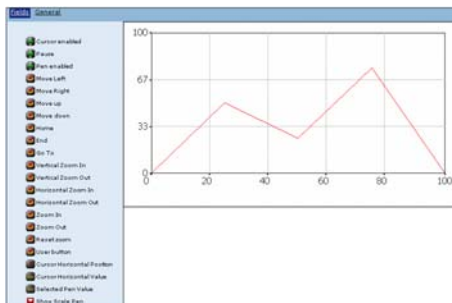 Fields General
Cursor enabled
Pause
Pen enabled
Move Left
Move Right
Move up
Move down
Home
End
Go To
Vertical Zoom In
Vertical Zoom Out
Horizontal Zoom In
Horizontal Zoom Out
Zoom In
Zoom Out
Reset zoom
User button
Cursor Horizontal Position
Cursor Horizontal Value
Selected Pen Value
Show Scale Pen
100
67
33
0
0 20 40 60 80 100